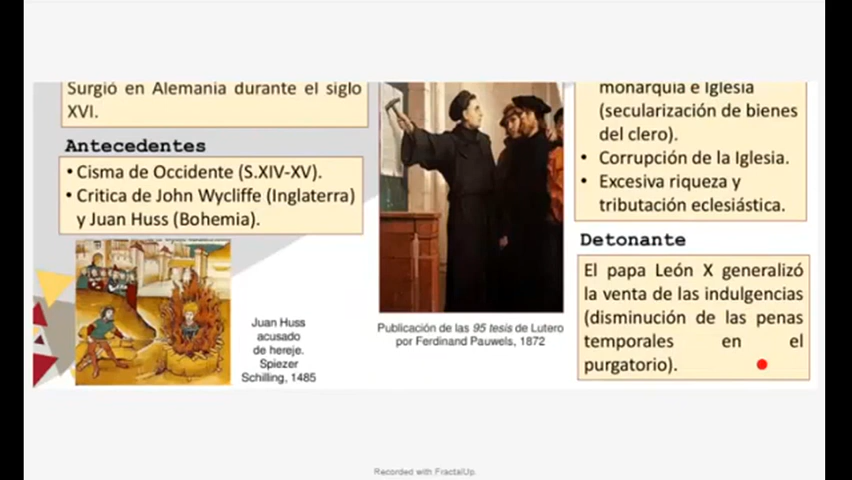 Surgió en Alemania durante el siglo
XVI.
Antecedentes
• Cisma de Occidente (S.XIV-XV).
• Critica de John Wycliffe (Inglaterra)
y Juan Huss (Bohemia).
Juan Huss
acusado
de hereje.
Spiezer
Schilling, 1485
Publicación de las 95 tesis de Lutero
por Ferdinand Pauwels, 1872
monarquía e Iglesia
(secularización de bienes
del clero).
• Corrupción de la Iglesia.
• Excesiva riqueza y
tributación eclesiástica.
Detonante
El papa León X generalizó
la venta de las indulgencias
(disminución de las penas
temporales en el
purgatorio).
Recorded with FractalUp.